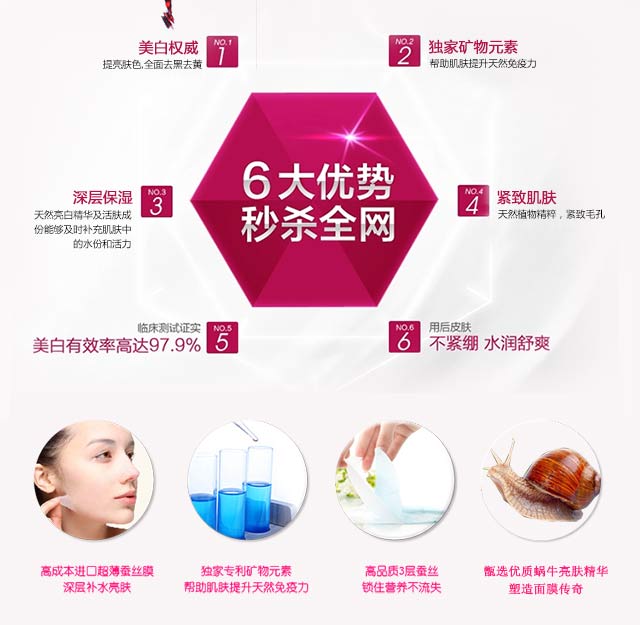 美白权威
提亮肤色,全面去黑去黄
NO.1
1
NO.2
2
独家矿物元素
帮助肌肤提升天然免疫力
6大优势
秒杀全网
深层保湿
天然亮白精华及活肤成
份能够及时补充肌肤中
的水份和活力
NO.3
3
NO.4
4
紧致肌肤
天然植物精粹，紧致毛孔
临床测试证实
美白有效率高达97.9%
NO.5
5
NO.6
6
用后皮肤
不紧绷 水润舒爽
高成本进口超薄蚕丝膜
深层补水亮肤
独家专利矿物元素
帮助肌肤提升天然免疫力
高品质3层蚕丝
锁住营养不流失
甄选优质蜗牛亮肤精华
塑造面膜传奇